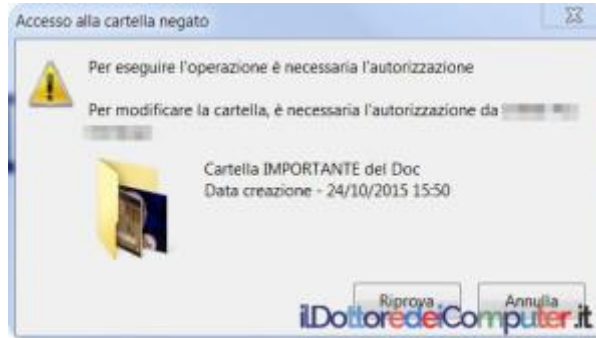 Accesso alla cartella negato
Per eseguire l'operazione è necessaria l'autorizzazione
Per modificare la cartella, è necessaria l'autorizzazione da
Cartella IMPORTANTE del Doc
Data creazione - 24/10/2015 15:50
Riprova
Annulla
ilDottoredeiComputer.it